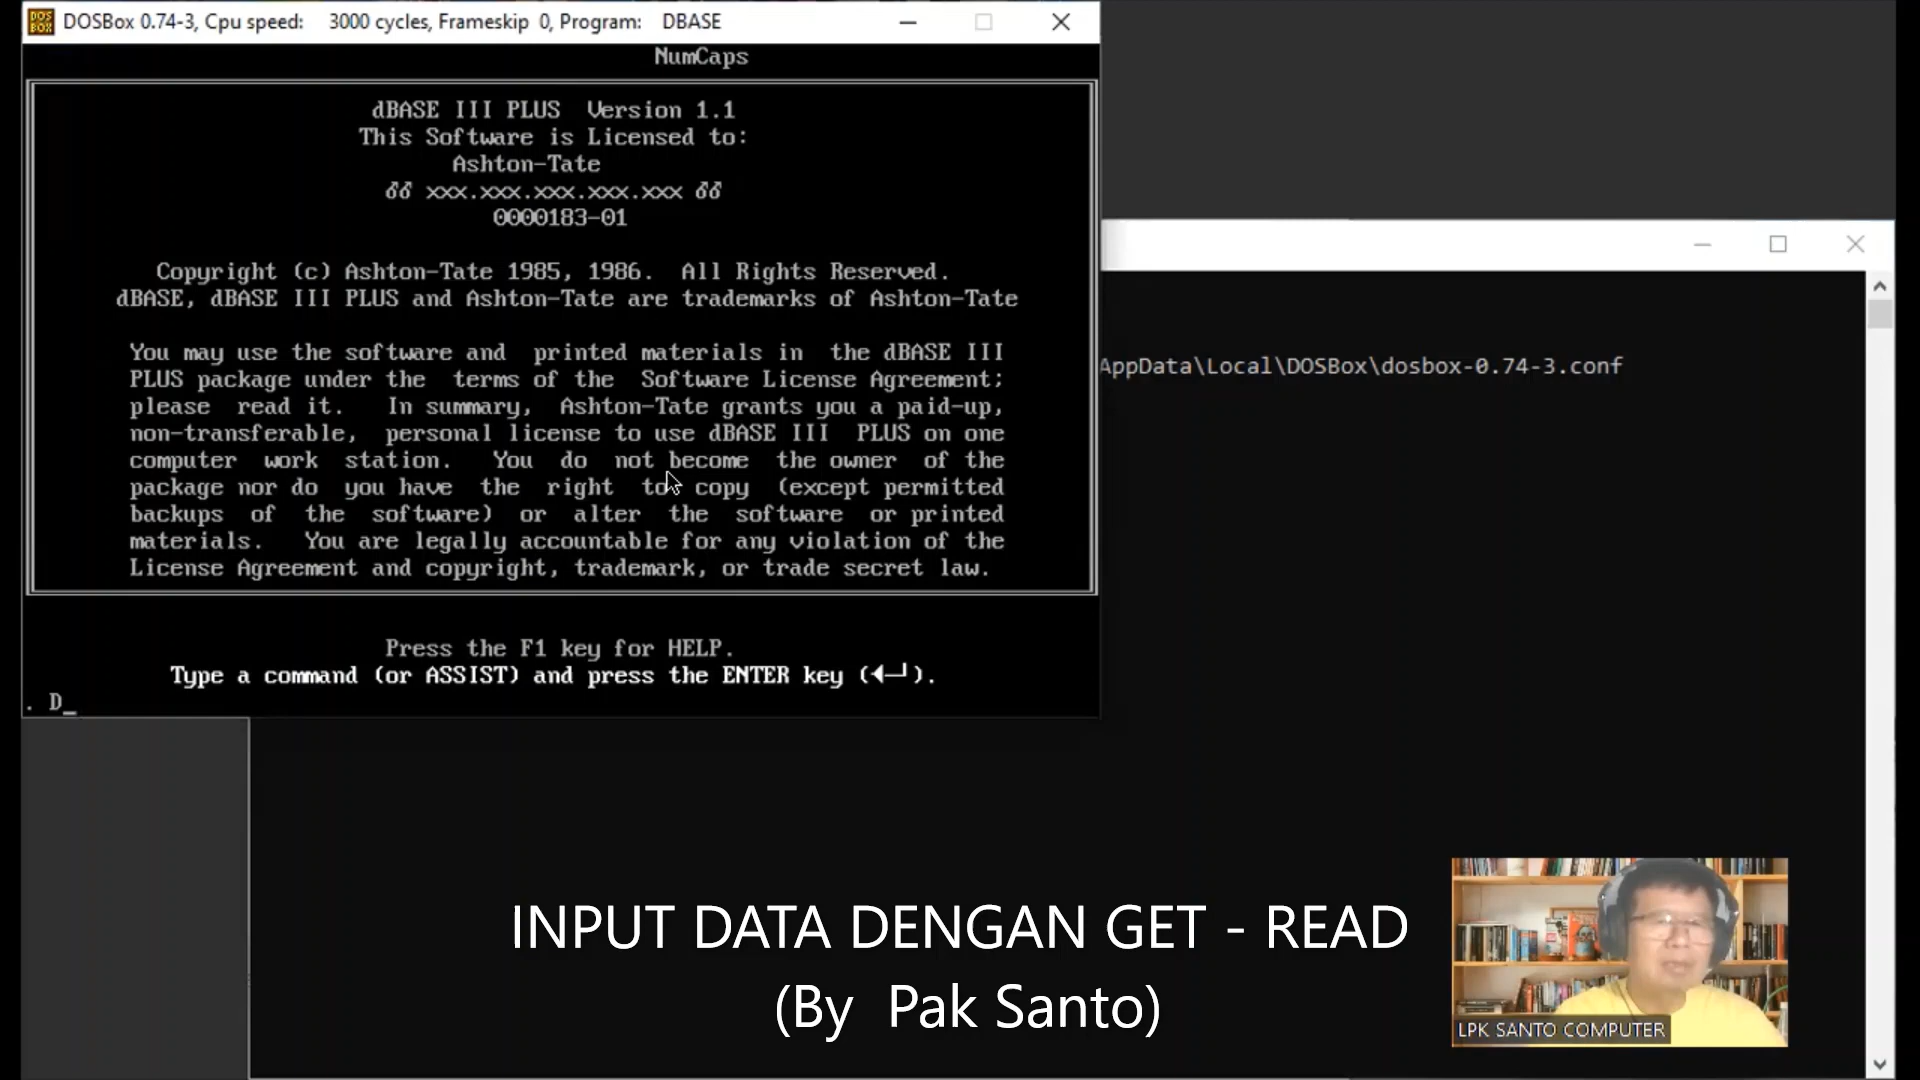 DOSBox 0.74-3, Cpu speed: 3000 cycles, Frameskip 0, Program: DBASE
NumCaps
dBASE III PLUS Version 1.1
This Software is Licensed to:
Ashton-Tate
δδ xxx.xxx.xxx.xxx.xxx δδ
0000183-01
Copyright (c) Ashton-Tate 1985, 1986. All Rights Reserved.
dBASE, dBASE III PLUS and Ashton-Tate are trademarks of Ashton-Tate
You may use the software and printed materials in the dBASE III
PLUS package under the terms of the Software License Agreement;
please read it. In summary, Ashton-Tate grants you a paid-up,
non-transferable, personal license to use dBASE III PLUS on one
computer work station. You do not become the owner of the
package nor do you have the right to copy (except permitted
backups of the software) or alter the software or printed
materials. You are legally accountable for any violation of the
License Agreement and copyright, trademark, or trade secret law.
Press the F1 key for HELP.
Type a command (or ASSIST) and press the ENTER key (◄─┘).
. D_
AppData\Local\DOSBox\dosbox-0.74-3.conf
INPUT DATA DENGAN GET - READ
(By Pak Santo)
LPK SANTO COMPUTER